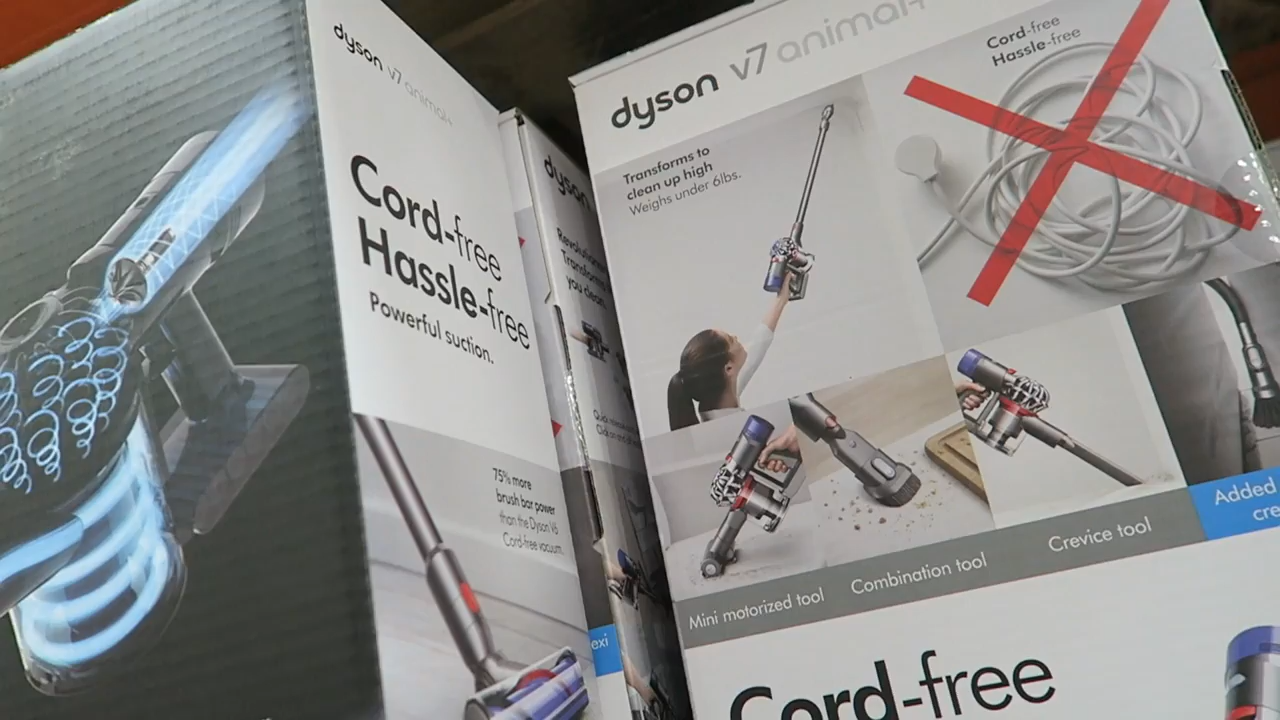 dyson v7 animal+
Cord-free
Hassle-free
Powerful suction.
75% more
brush bar power
than the Dyson V6
Cord-free vacuum.
dyson
exi
dyson v7 animal+
Transforms to
clean up high
Weighs under 6lbs.
Cord-free
Hassle-free
Mini motorized tool
Combination tool
Crevice tool
Added
cre
Cord-free